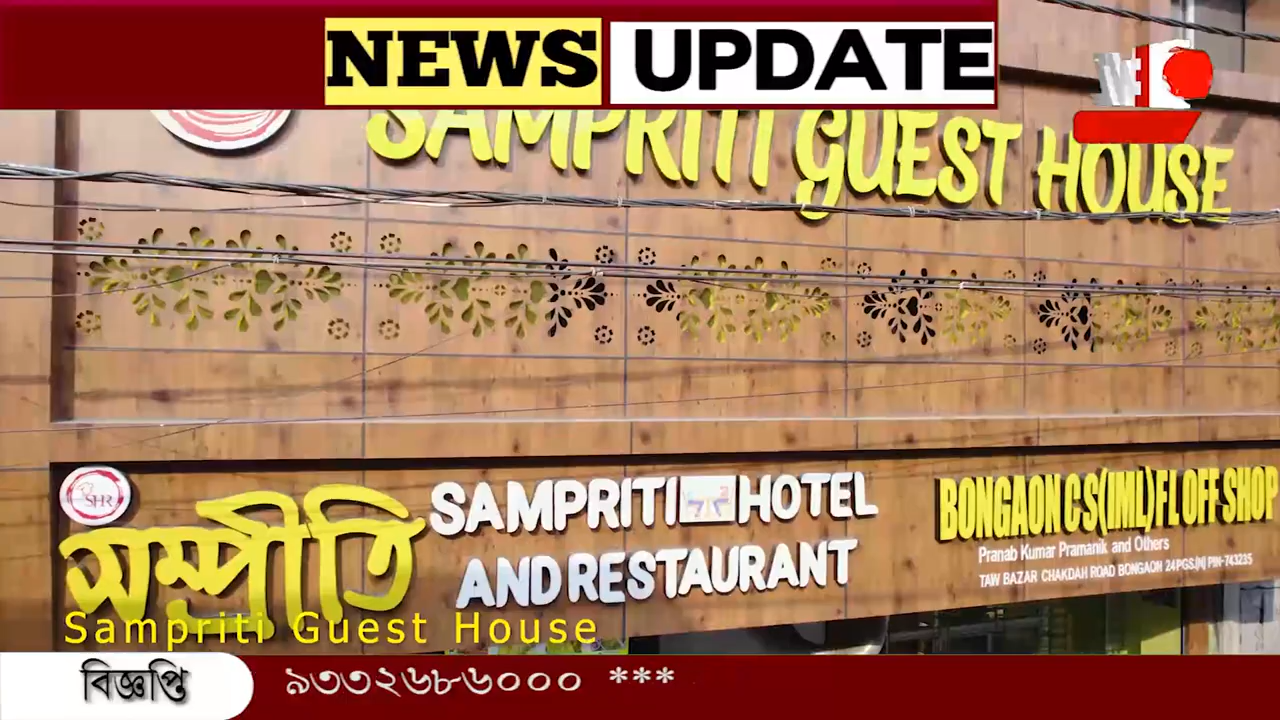 NEWS UPDATE
SAMPRITI GUEST HOUSE
SHR
সম্প্রীতি
SAMPRITI HOTEL
AND RESTAURANT
BONGAON C S(IML)FL OFF SHOP
Pranab Kumar Pramanik and Others
TAW BAZAR CHAKDAH ROAD BONGAON 24PGS.(N) PIN-743235
Sampriti Guest House
বিজ্ঞপ্তি
৯৩৩২৬৮৬০০০ ***